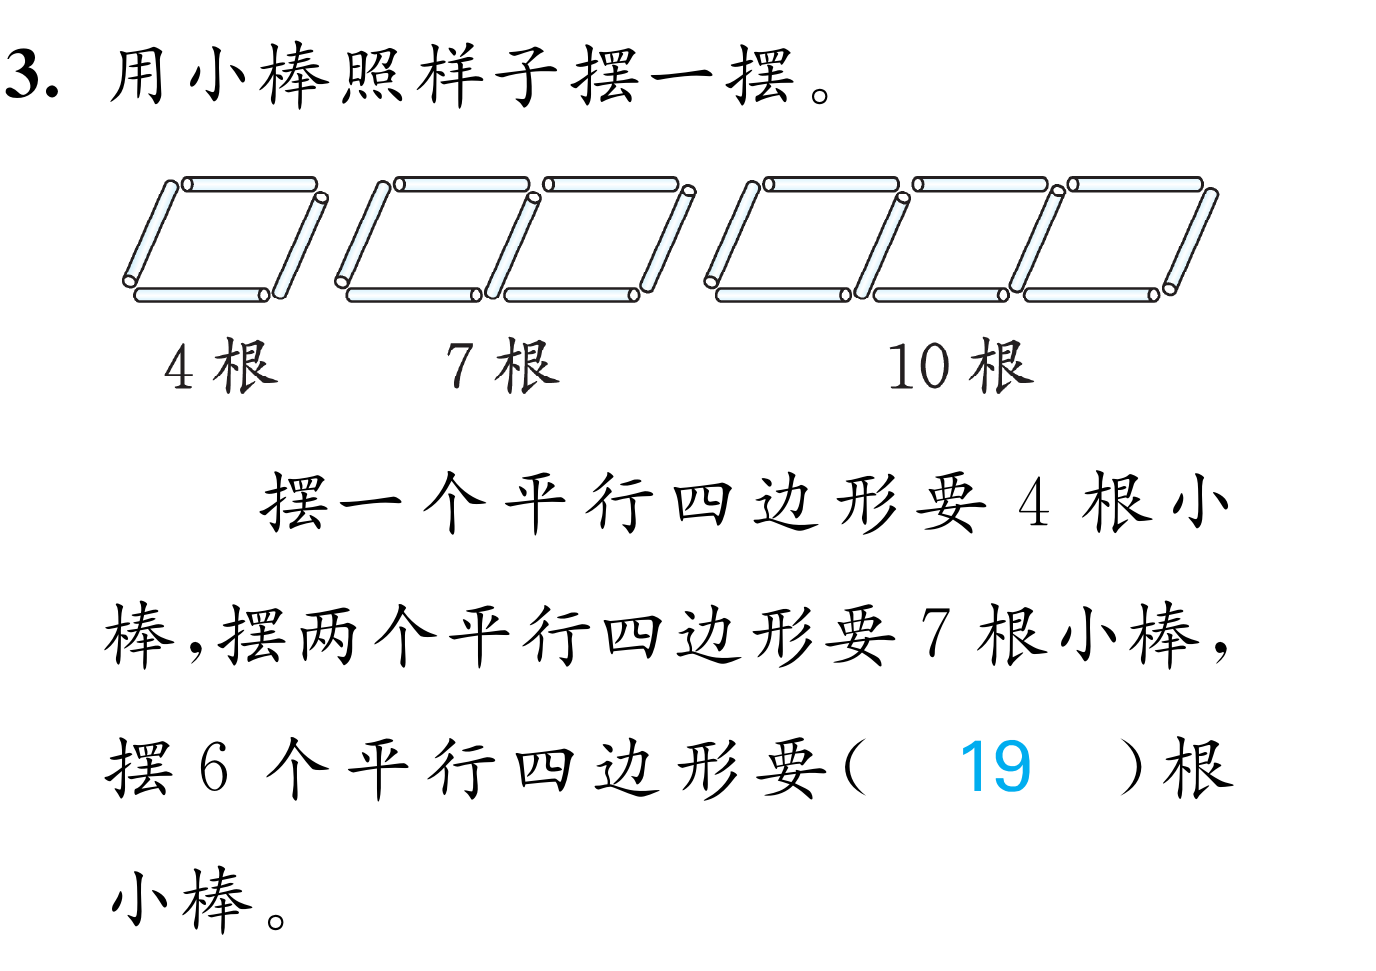 3. 用小棒照样子摆一摆。
4根 7根 10根
摆一个平行四边形要4根小
棒,摆两个平行四边形要7根小棒,
摆6个平行四边形要( 19 )根
小棒。